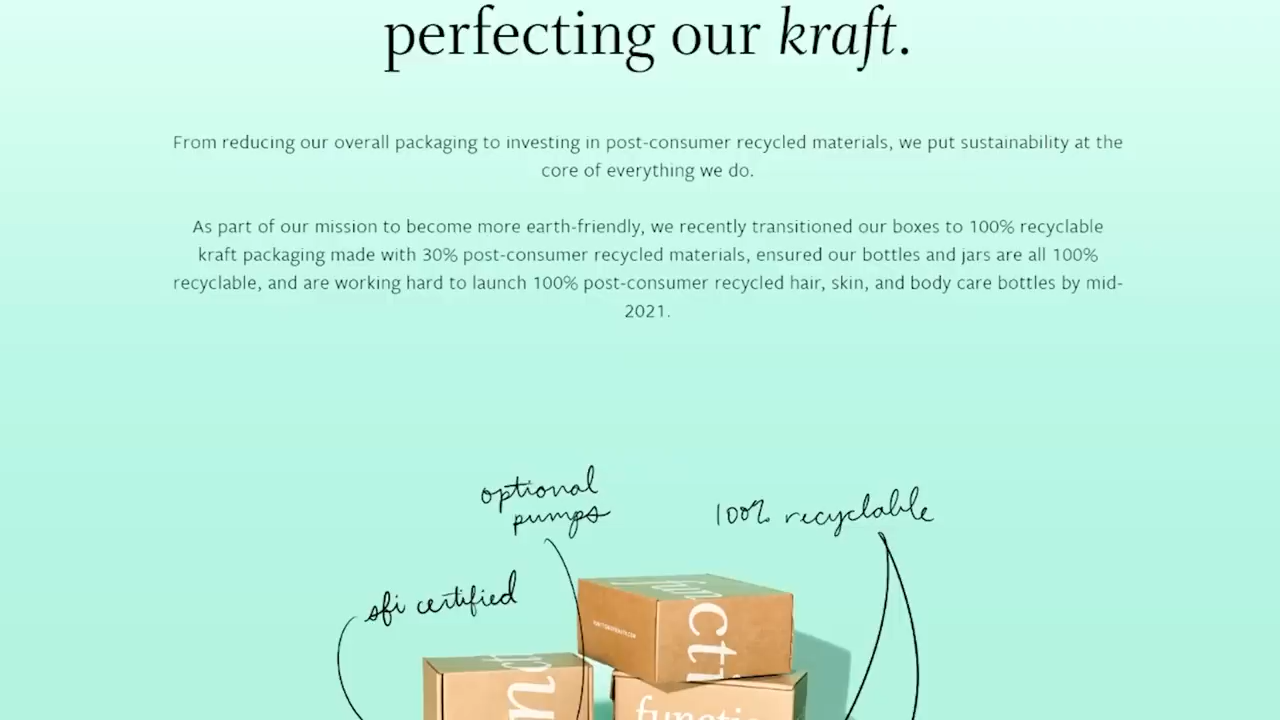 perfecting our kraft.
From reducing our overall packaging to investing in post-consumer recycled materials, we put sustainability at the
core of everything we do.
As part of our mission to become more earth-friendly, we recently transitioned our boxes to 100% recyclable
kraft packaging made with 30% post-consumer recycled materials, ensured our bottles and jars are all 100%
recyclable, and are working hard to launch 100% post-consumer recycled hair, skin, and body care bottles by mid-
2021.
optional
pumps
100% recyclable
sfi certified
functi
fu
functio